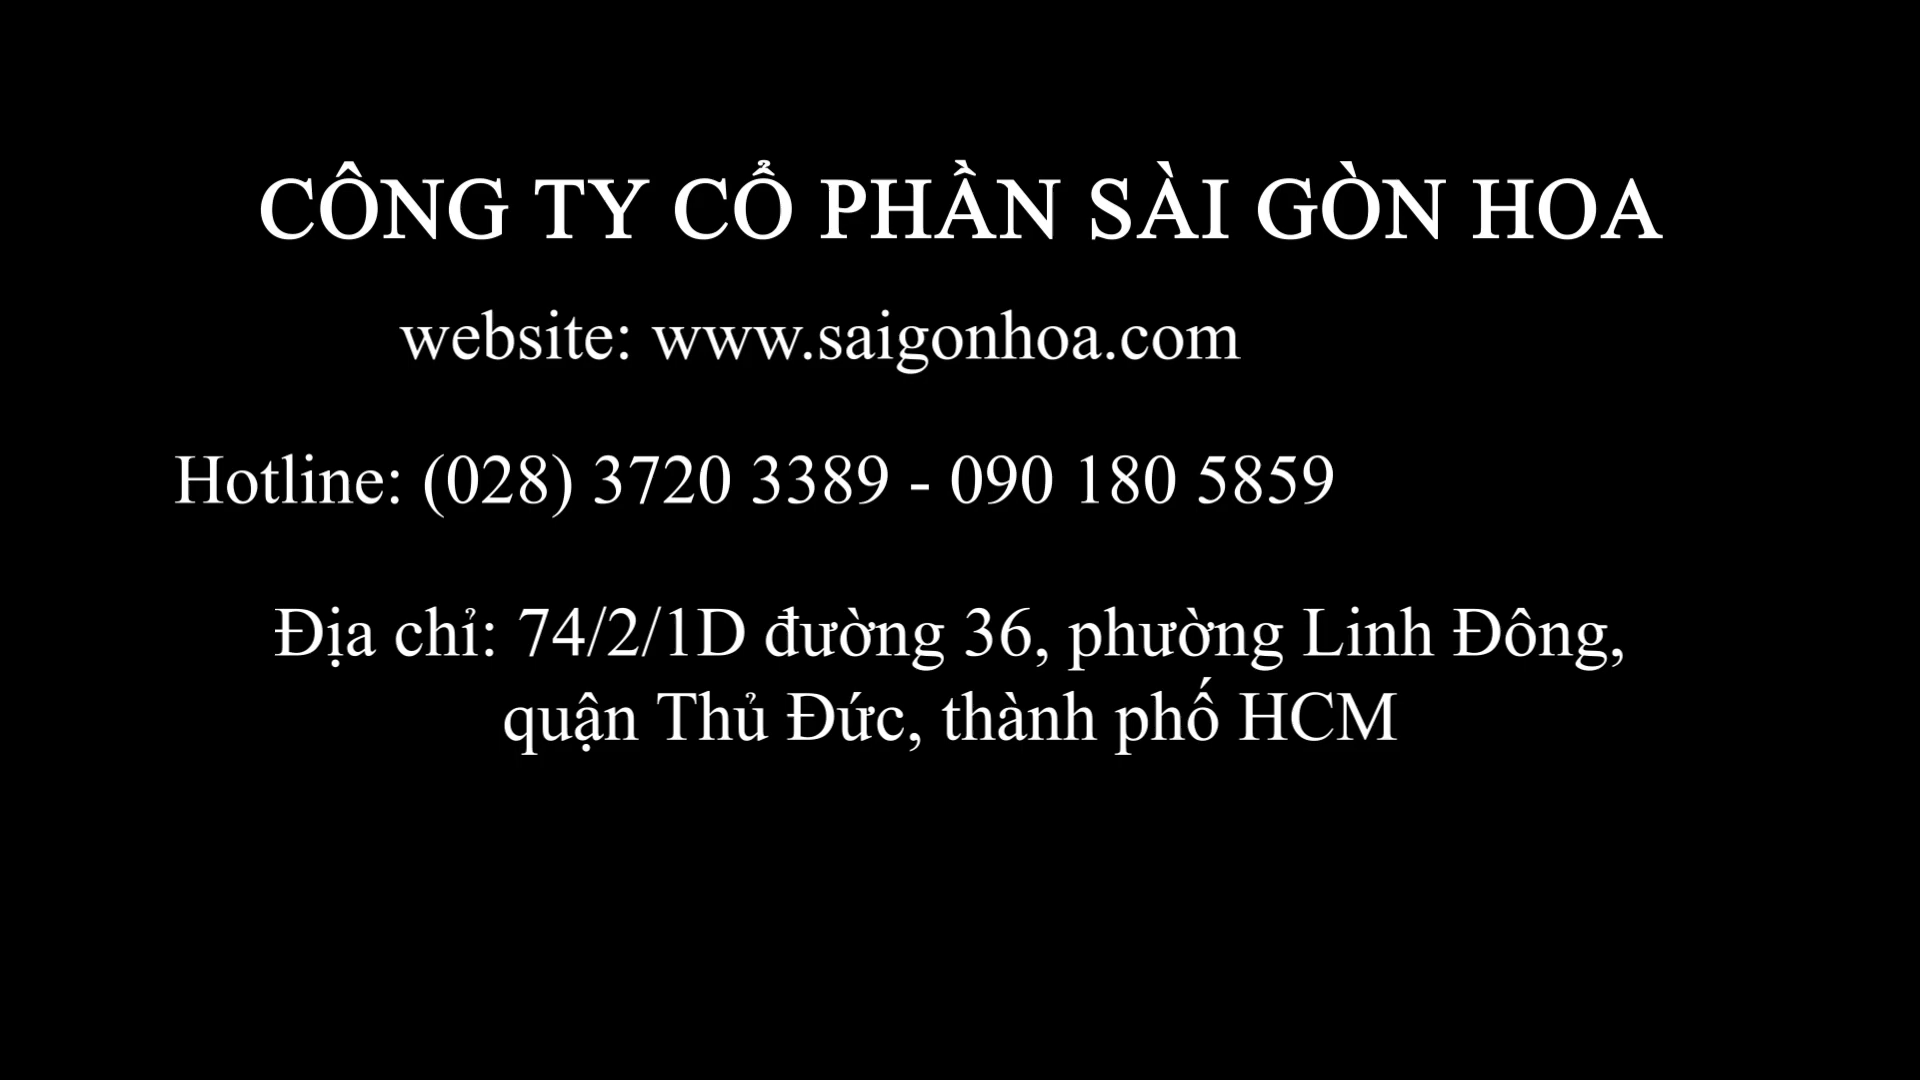 CÔNG TY CỔ PHẦN SÀI GÒN HOA
website: www.saigonhoa.com
Hotline: (028) 3720 3389 - 090 180 5859
Địa chỉ: 74/2/1D đường 36, phường Linh Đông,
quận Thủ Đức, thành phố HCM